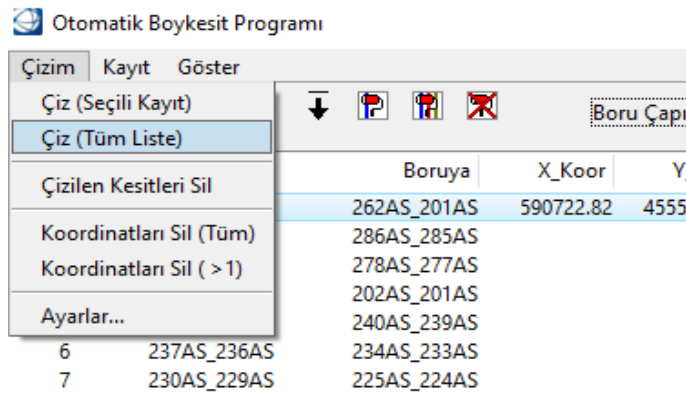 Otomatik Boykesit Programı
Çizim Kayıt Göster
Çiz (Seçili Kayıt)
Çiz (Tüm Liste)
Çizilen Kesitleri Sil
Koordinatları Sil (Tüm)
Koordinatları Sil ( >1)
Ayarlar...
Boru Çapı
Boruya X_Koor Y_
262AS_201AS 590722.82 4555
286AS_285AS
278AS_277AS
202AS_201AS
240AS_239AS
6 237AS_236AS 234AS_233AS
7 230AS_229AS 225AS_224AS